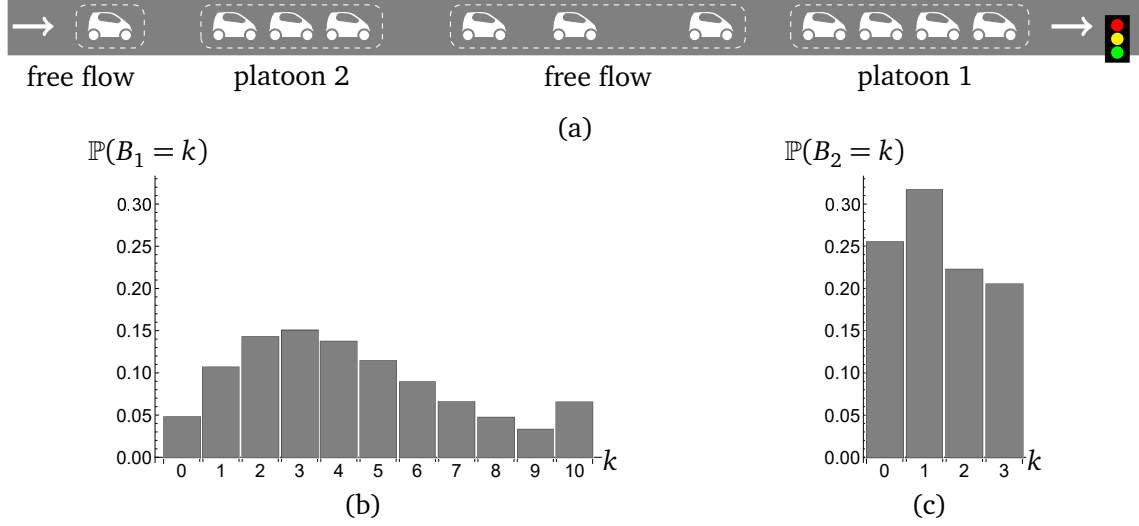 free flow platoon 2 free flow platoon 1
(a)
ℙ(B₁ = k)
0.30
0.25
0.20
0.15
0.10
0.05
0.00
0 1 2 3 4 5 6 7 8 9 10 k
(b)
ℙ(B₂ = k)
0.30
0.25
0.20
0.15
0.10
0.05
0.00
0 1 2 3 k
(c)